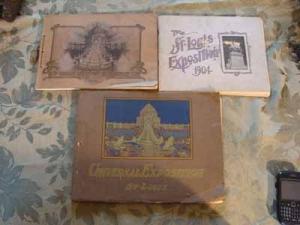 The
St. Louis
Exposition
1904
Universal Exposition
St. Louis